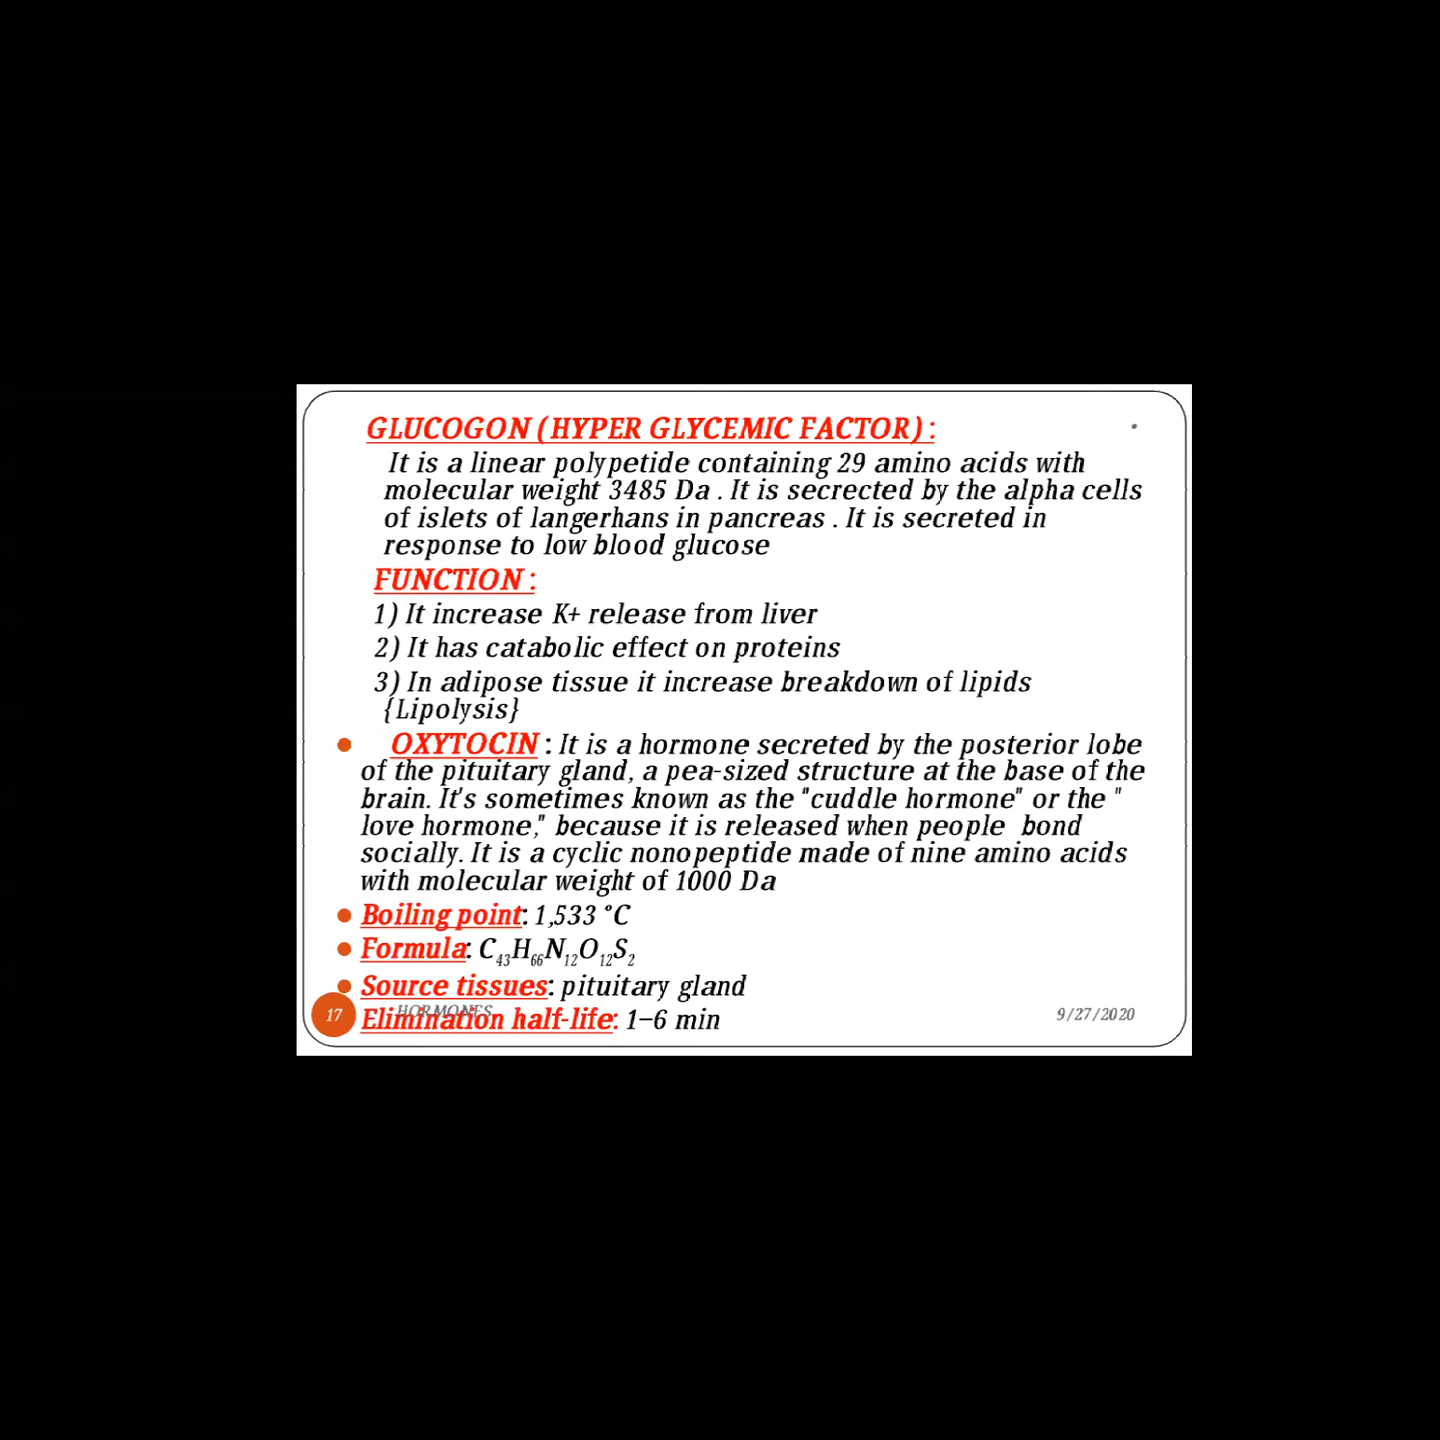 GLUCOGON (HYPER GLYCEMIC FACTOR) :
It is a linear polypetide containing 29 amino acids with
molecular weight 3485 Da . It is secrected by the alpha cells
of islets of langerhans in pancreas . It is secreted in
response to low blood glucose
FUNCTION :
1) It increase K+ release from liver
2) It has catabolic effect on proteins
3) In adipose tissue it increase breakdown of lipids
{Lipolysis}
OXYTOCIN : It is a hormone secreted by the posterior lobe
of the pituitary gland, a pea-sized structure at the base of the
brain. It's sometimes known as the "cuddle hormone" or the "
love hormone," because it is released when people bond
socially. It is a cyclic nonopeptide made of nine amino acids
with molecular weight of 1000 Da
Boiling point: 1,533 °C
Formula: C₄₃H₆₆N₁₂O₁₂S₂
Source tissues: pituitary gland
17 HORMONES 9/27/2020
Elimination half-life: 1–6 min